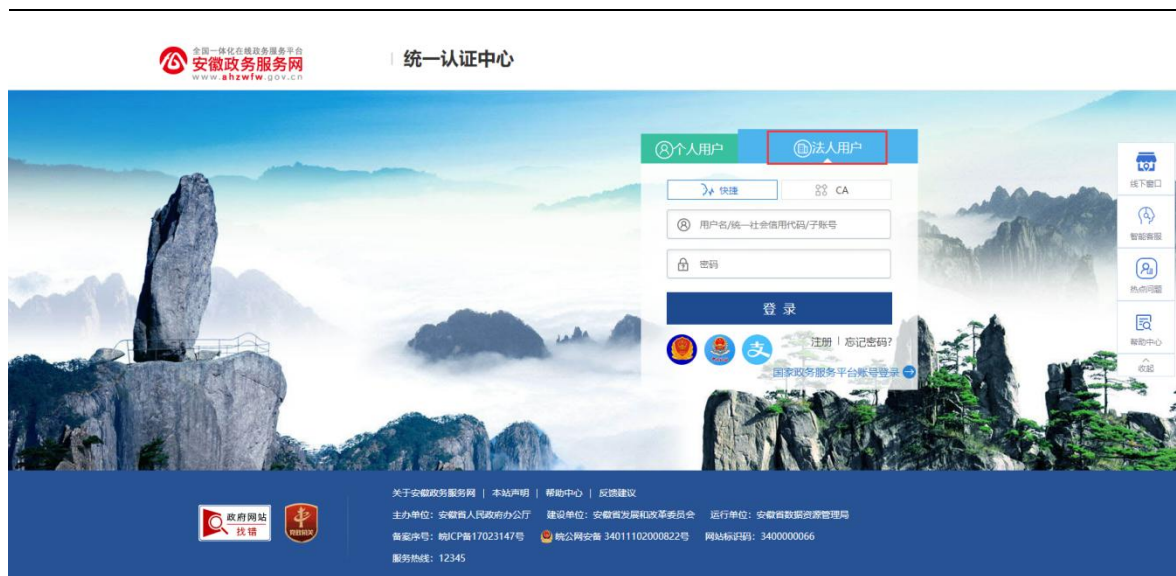 全国一体化在线政务服务平台
安徽政务服务网
www.ahzwfw.gov.cn
统一认证中心
个人用户
法人用户
快捷
CA
用户名/统一社会信用代码/子账号
密码
登录
注册 | 忘记密码?
国家政务服务平台账号登录
线下窗口
智能客服
热点问题
帮助中心
收起
政府网站
找错
党政机关
关于安徽政务服务网 | 本站声明 | 帮助中心 | 反馈建议
主办单位：安徽省人民政府办公厅 建设单位：安徽省发展和改革委员会 运行单位：安徽省数据资源管理局
备案序号：皖ICP备17023147号 皖公网安备 34011102000822号 网站标识码：3400000066
服务热线：12345